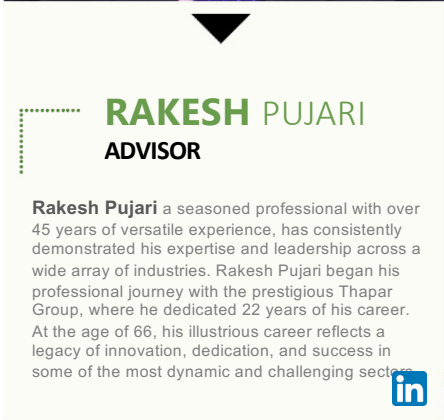 RAKESH PUJARI
ADVISOR
Rakesh Pujari a seasoned professional with over
45 years of versatile experience, has consistently
demonstrated his expertise and leadership across a
wide array of industries. Rakesh Pujari began his
professional journey with the prestigious Thapar
Group, where he dedicated 22 years of his career.
At the age of 66, his illustrious career reflects a
legacy of innovation, dedication, and success in
some of the most dynamic and challenging sectors.
in